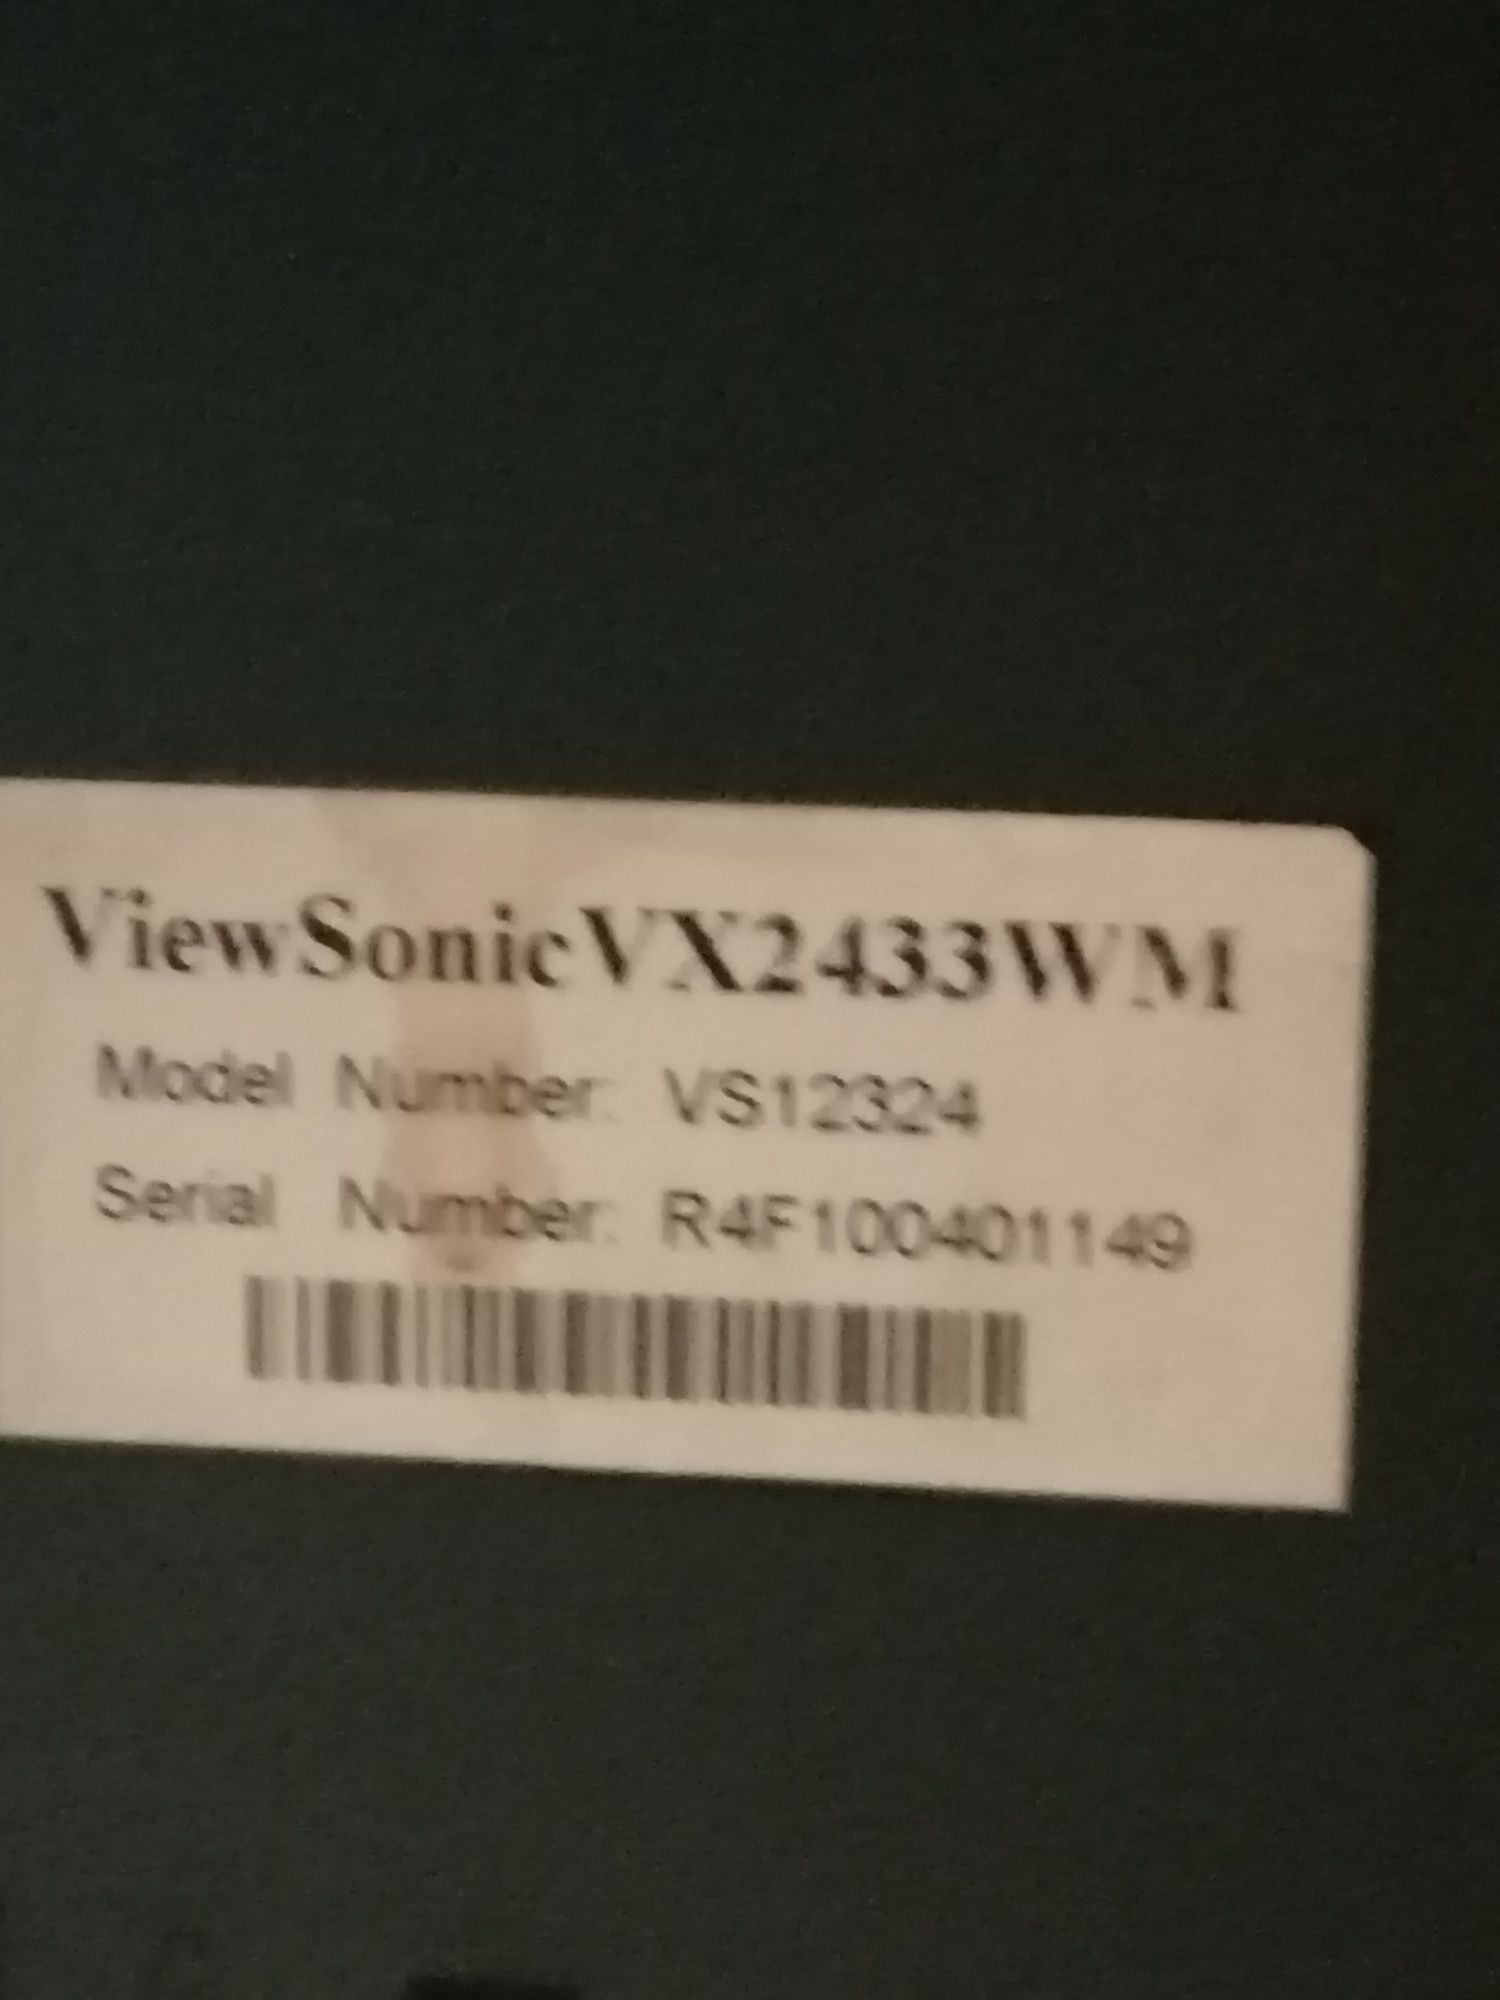 ViewSonicVX2433WM
Model Number: VS12324
Serial Number: R4F100401149